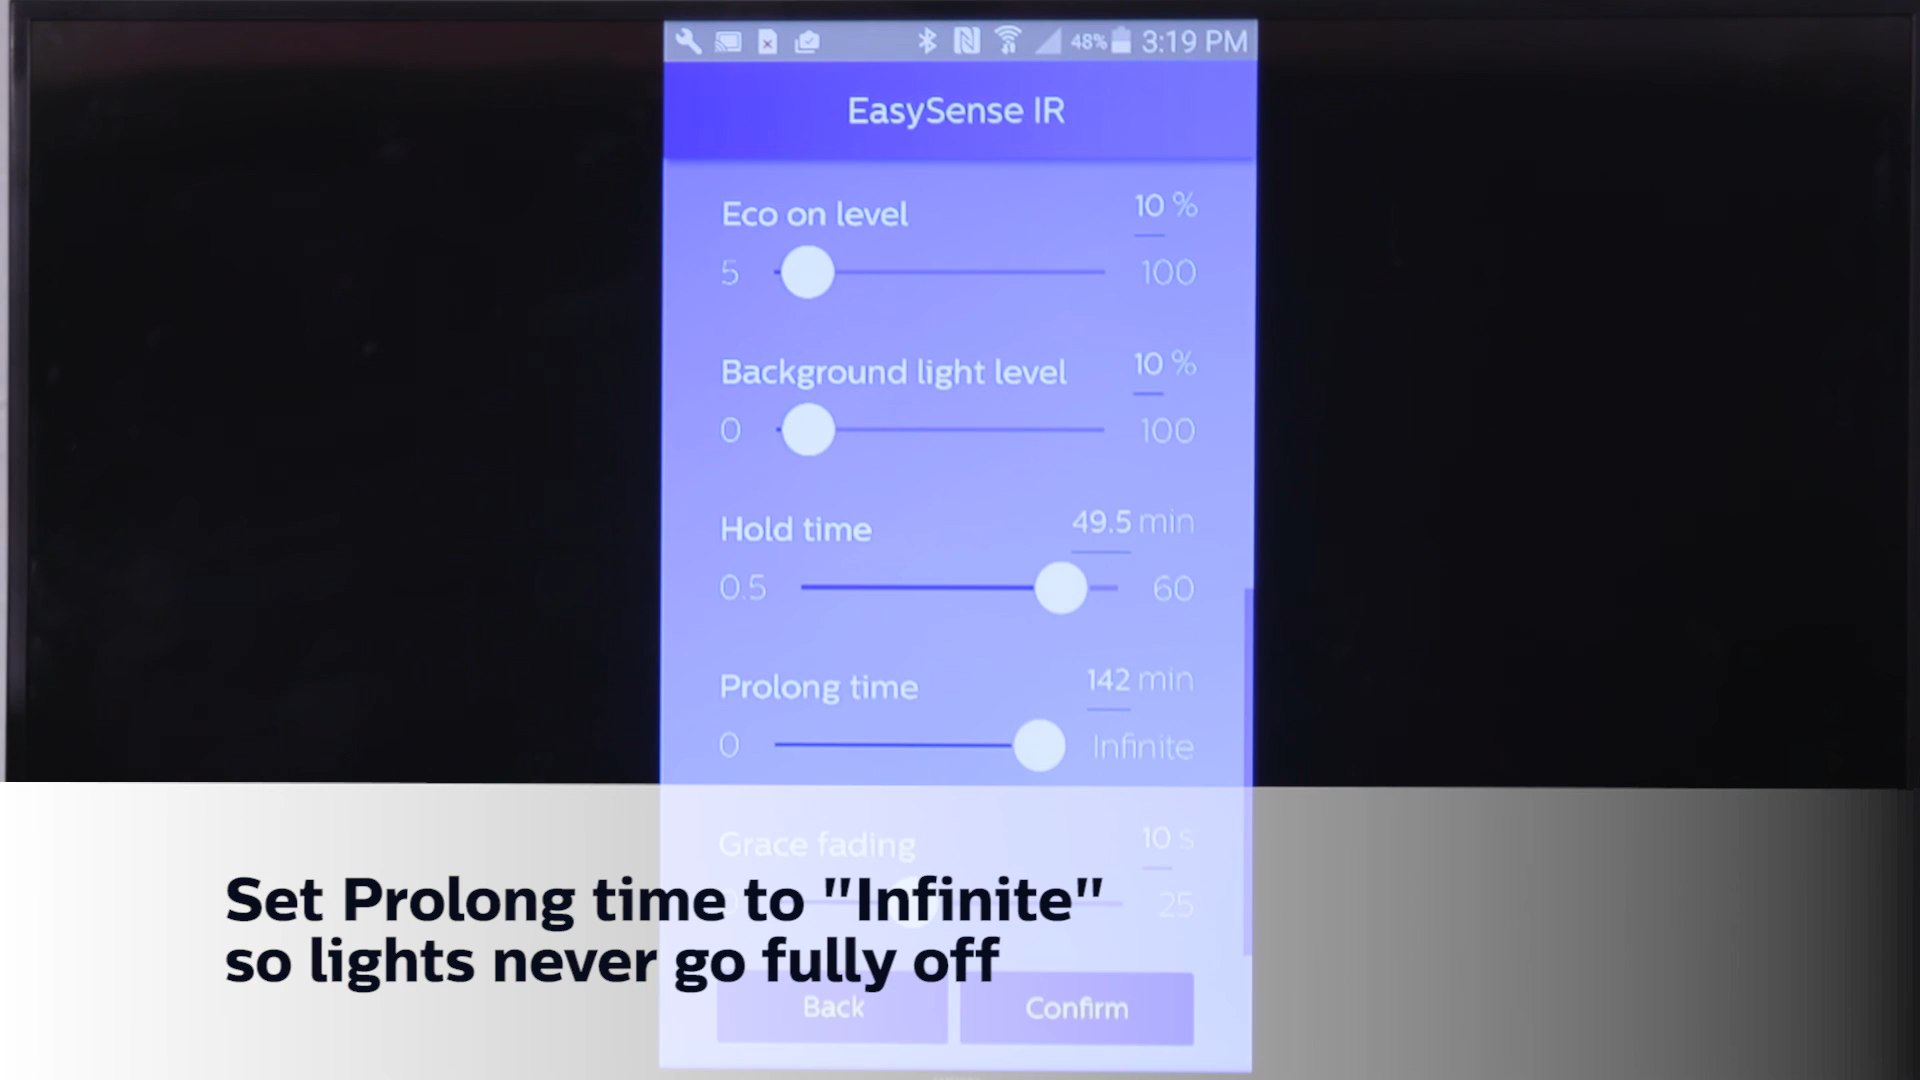 48% 3:19 PM
EasySense IR
Eco on level 10 %
5 100
Background light level 10 %
0 100
Hold time 49.5 min
0.5 60
Prolong time 142 min
0 Infinite
Grace fading 10 s
0 25
Set Prolong time to "Infinite"
so lights never go fully off
Back Confirm